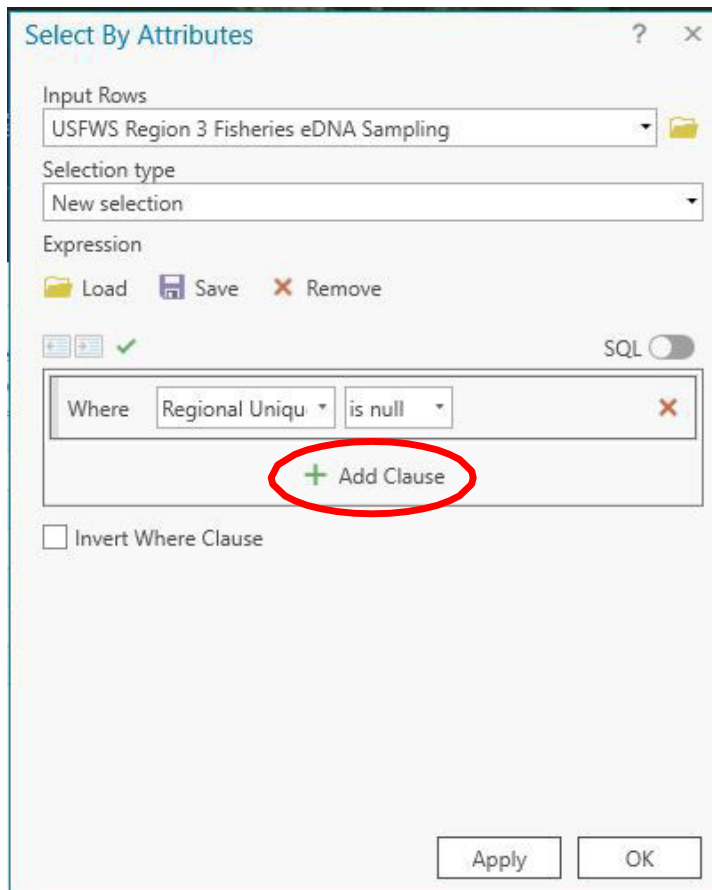 Select By Attributes ? ×
Input Rows
USFWS Region 3 Fisheries eDNA Sampling
Selection type
New selection
Expression
Load Save Remove
SQL
Where Regional Uniqu is null
+ Add Clause
Invert Where Clause
Apply OK